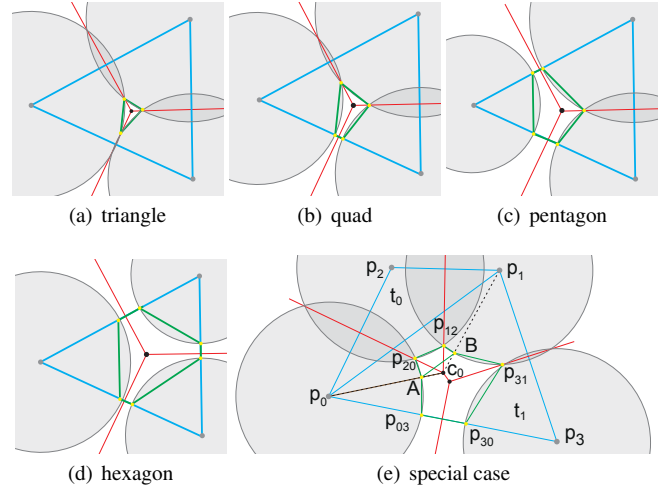 (a) triangle
(b) quad
(c) pentagon
p2
p1
t0
p12
B
p20
c0
p31
p0
A
t1
p03
p30
p3
(d) hexagon
(e) special case